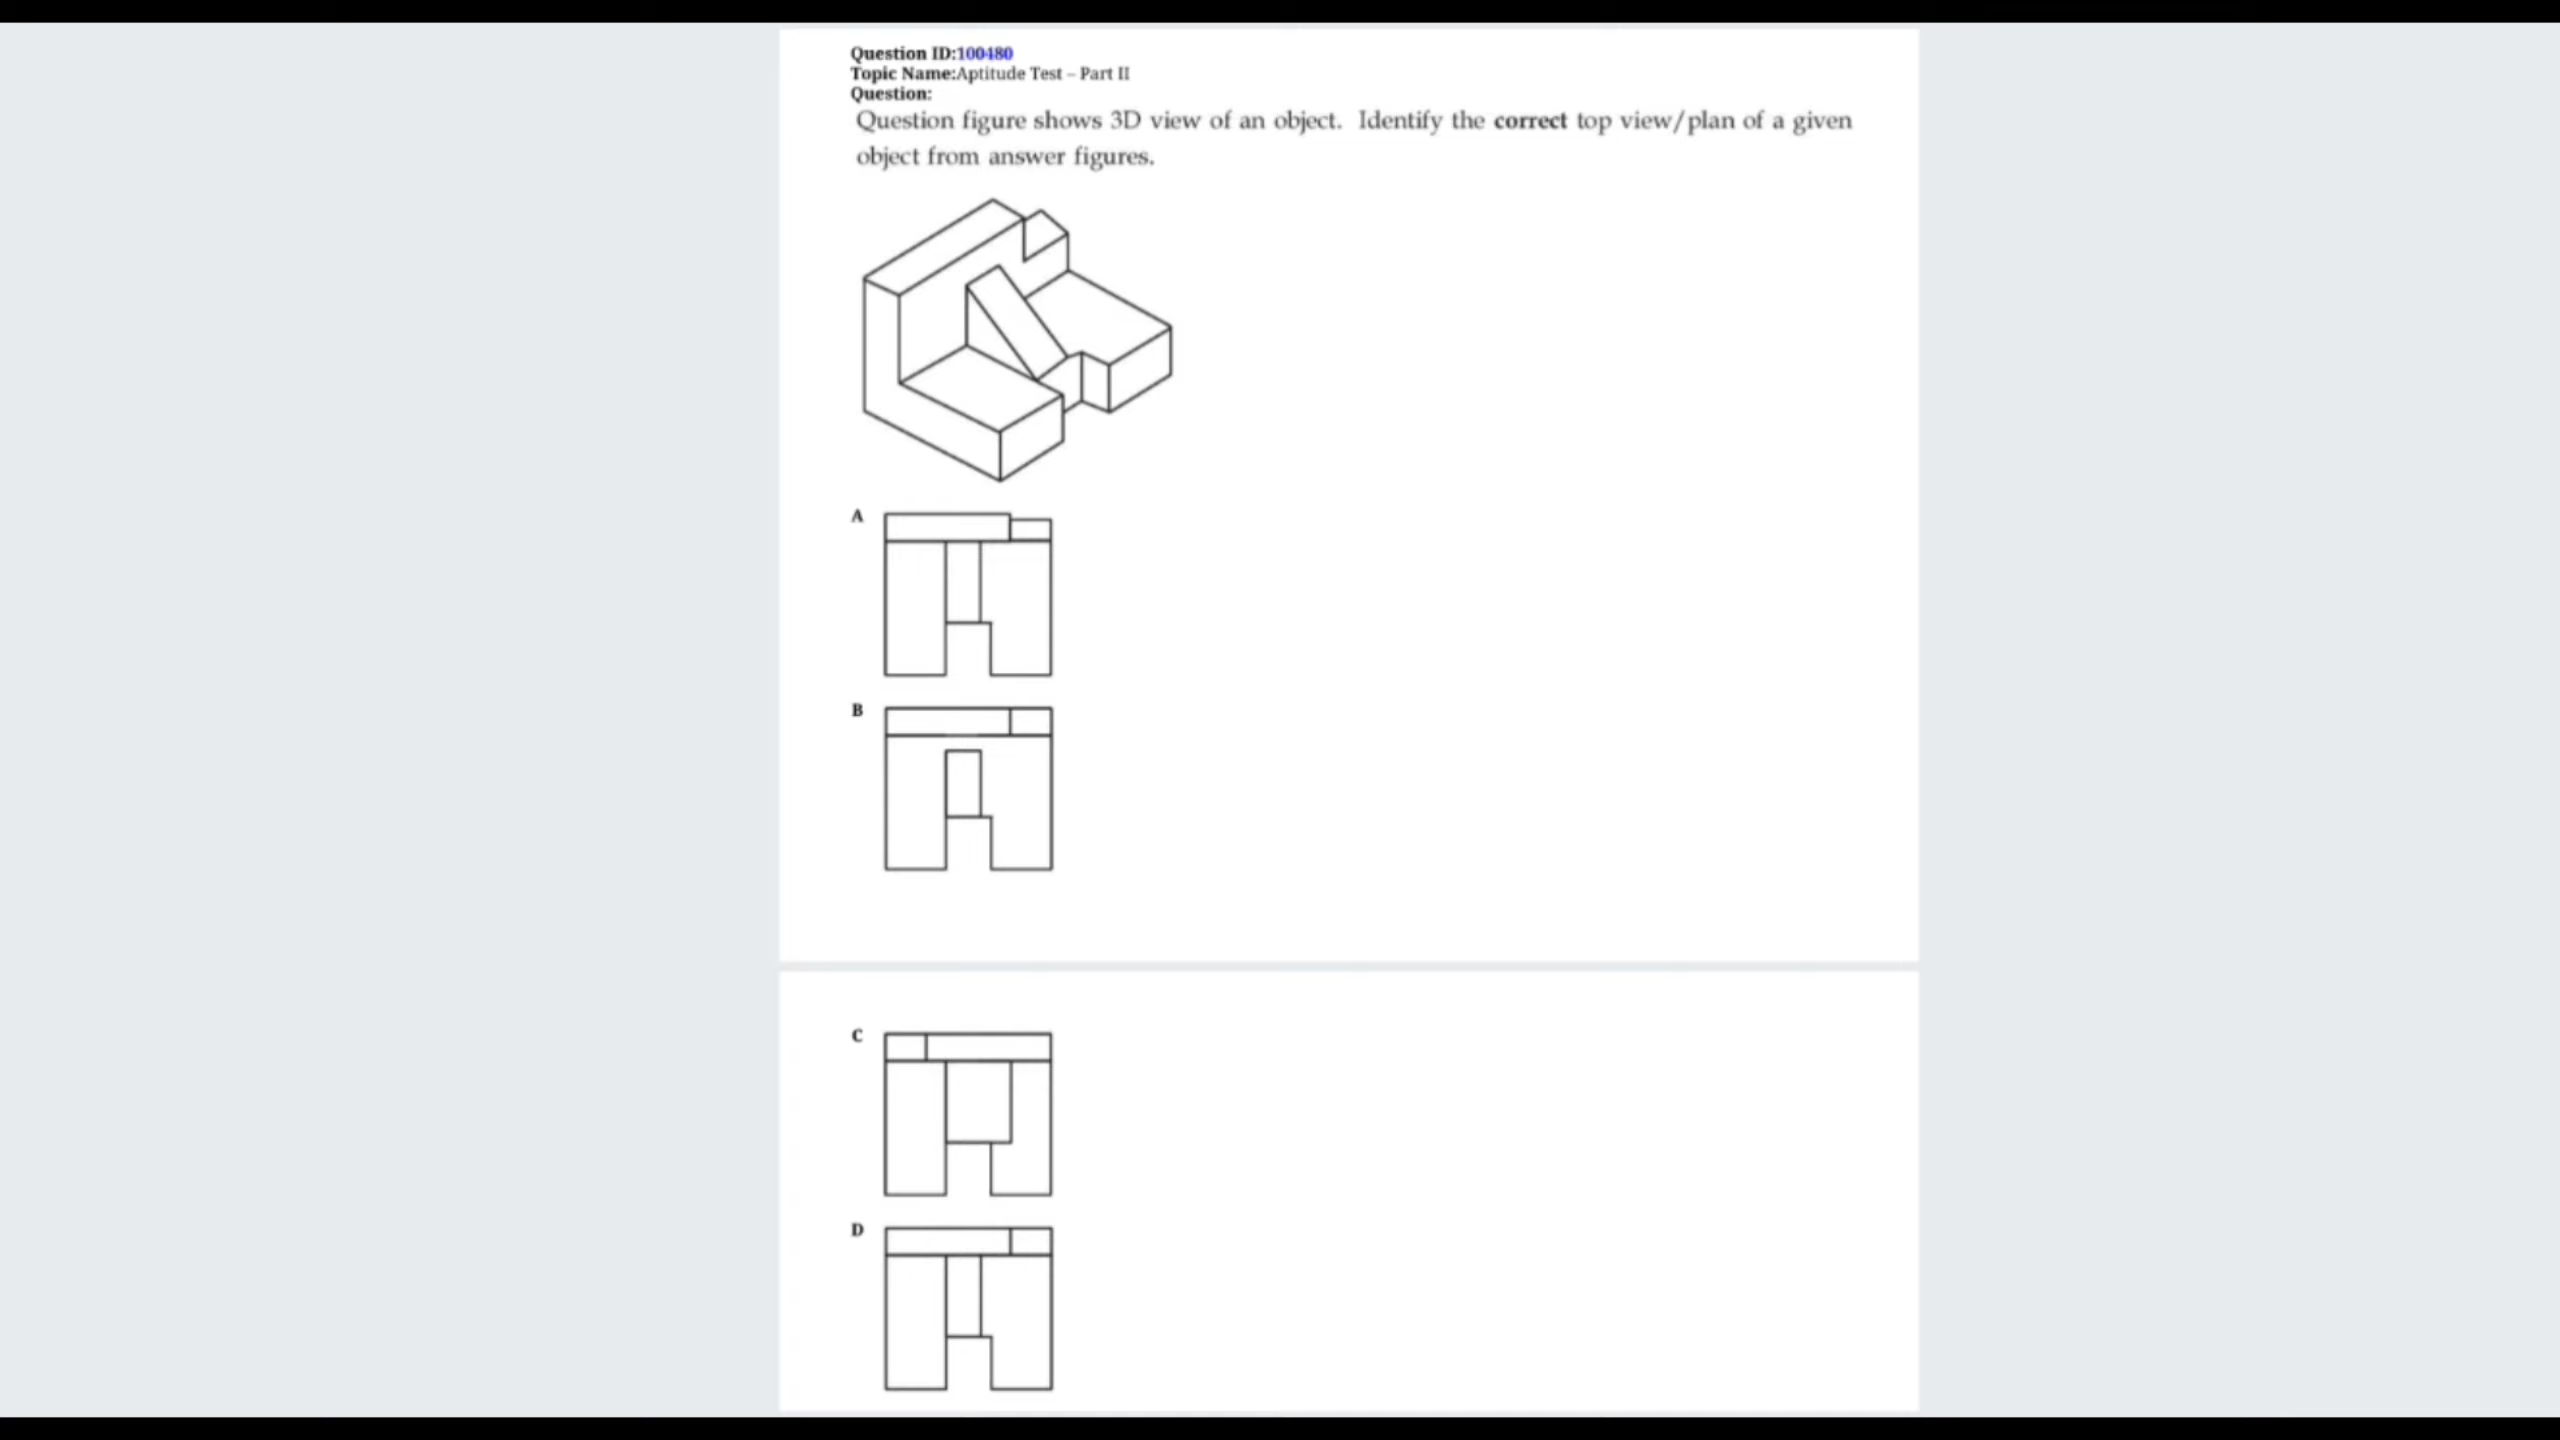 Question ID:100480
Topic Name:Aptitude Test – Part II
Question:
Question figure shows 3D view of an object. Identify the correct top view/plan of a given
object from answer figures.
A
B
C
D